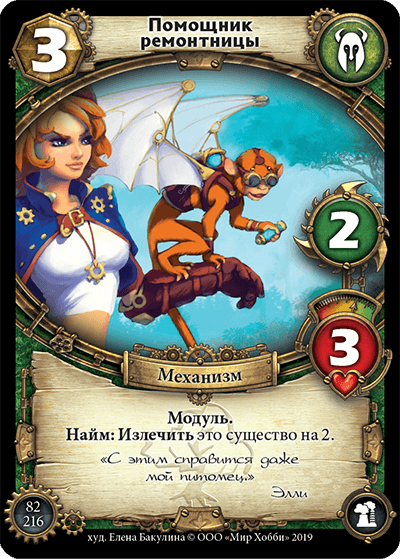 3
Помощник
ремонтницы
2
3
Механизм
Модуль.
Найм: Излечить это существо на 2.
«С этим справится даже
мой питомец.»
Элли
82
216
худ. Елена Бакулина © ООО «Мир Хобби» 2019